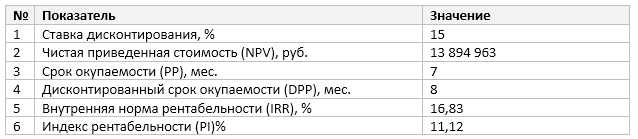 № Показатель Значение
1 Ставка дисконтирования, % 15
2 Чистая приведенная стоимость (NPV), руб. 13 894 963
3 Срок окупаемости (PP), мес. 7
4 Дисконтированный срок окупаемости (DPP), мес. 8
5 Внутренняя норма рентабельности (IRR), % 16,83
6 Индекс рентабельности (PI)% 11,12